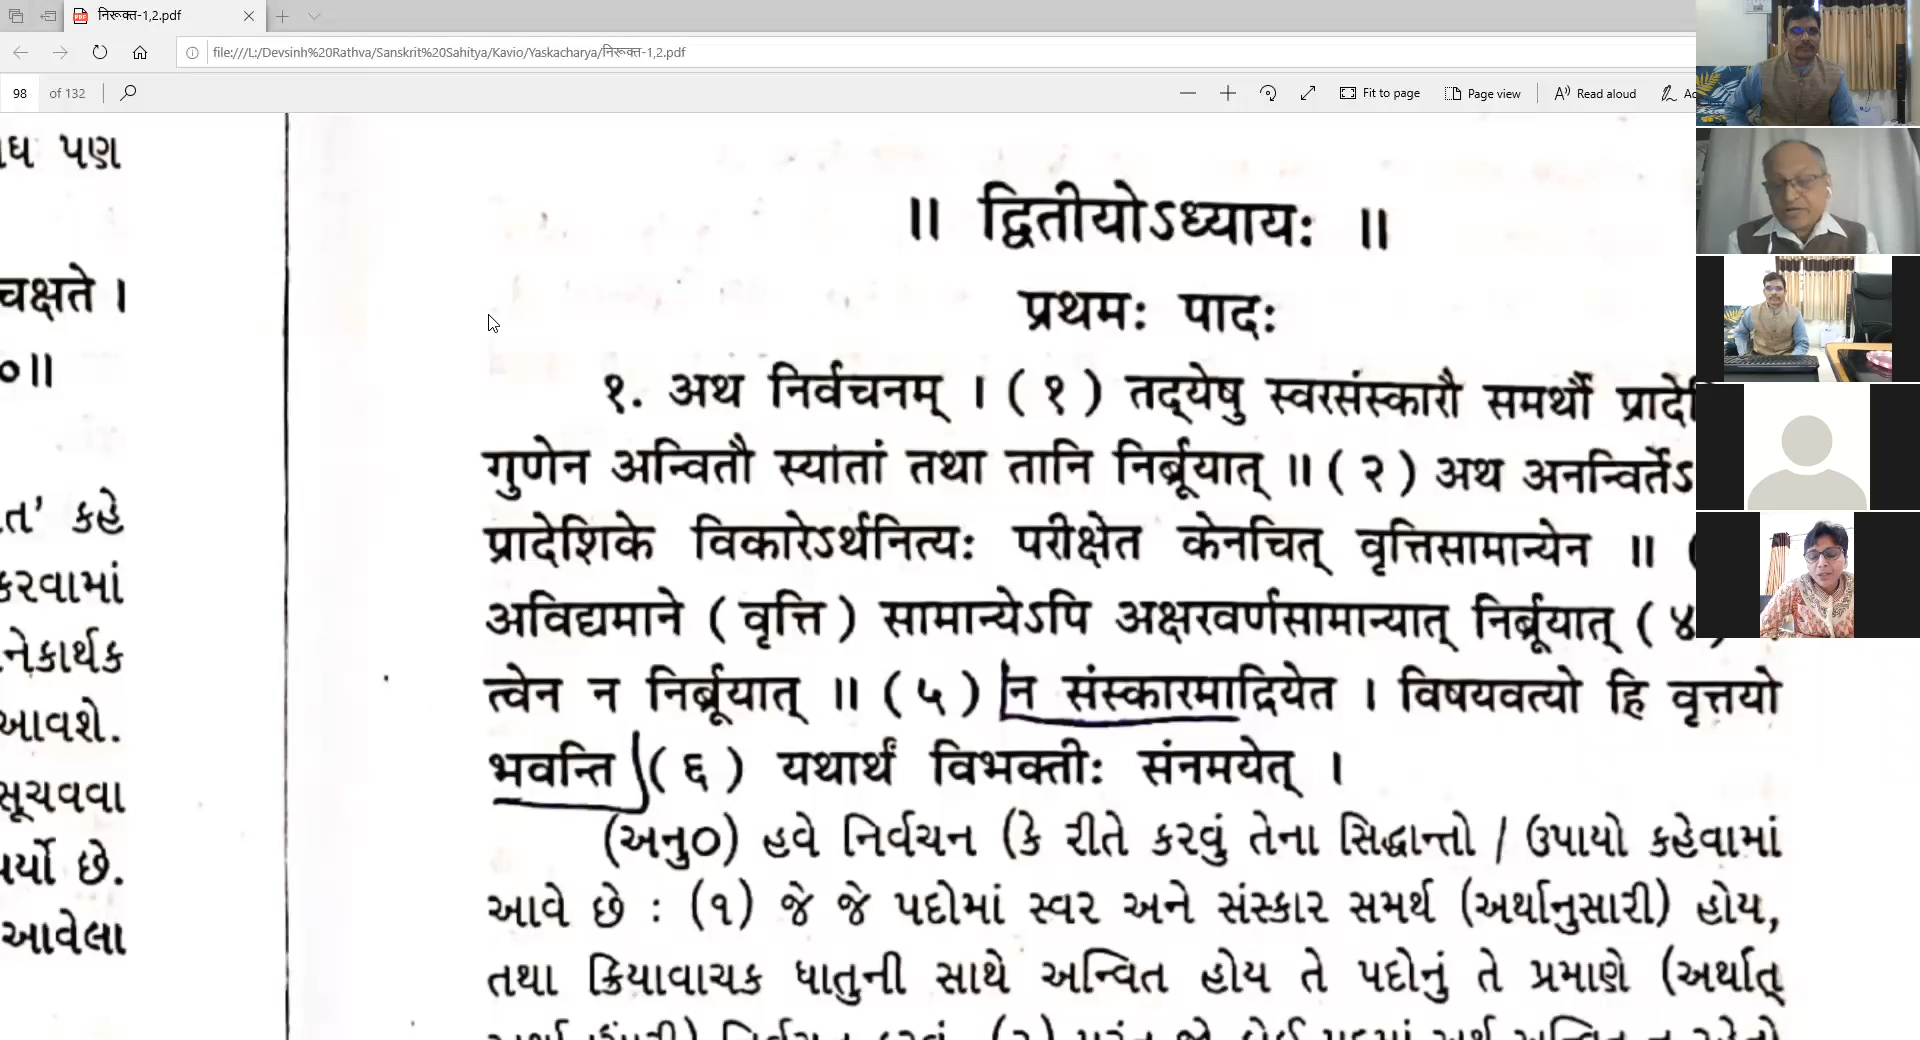 निरूक्त-1,2.pdf
file:///L:/Devsinh%20Rathva/Sanskrit%20Sahitya/Kavio/Yaskacharya/निरूक्त-1,2.pdf
98 of 132
Fit to page
Page view
Read aloud
પણ
चक्षते ।
०॥
કહે
કરવામાં
નેકાર્થક
આવશે.
સૂચવવા
છે.
આવેલા
॥ द्वितीयोऽध्यायः ॥
प्रथमः पादः
१. अथ निर्वचनम् । ( १ ) तद्येषु स्वरसंस्कारौ समर्थौ
गुणेन अन्वितौ स्यातां तथा तानि निर्ब्रूयात् ॥ ( २ ) अथ अनन्विर्तेऽ
प्रादेशिके विकारेऽर्थनित्यः परीक्षेत केनचित् वृत्तिसामान्येन ॥ (
अविद्यमाने ( वृत्ति ) सामान्येऽपि अक्षरवर्णसामान्यात् निर्ब्रूयात् ( ४
त्वेन न निर्ब्रूयात् ॥ ( ५ ) न संस्कारमाद्रियेत । विषयवत्यो हि वृत्तयो
भवन्ति ( ६ ) यथार्थं विभक्तीः संनमयेत् ।
(અનુ૦) હવે નિર્વચન (કે રીતે કરવું તેના સિદ્ધાન્તો / ઉપાયો કહેવામાં
આવે છે : (૧) જે જે પદોમાં સ્વર અને સંસ્કાર સમર્થ (અર્થાનુસારી) હોય,
તથા ક્રિયાવાચક ધાતુની સાથે અન્વિત હોય તે પદોનું તે પ્રમાણે (અર્થાત્